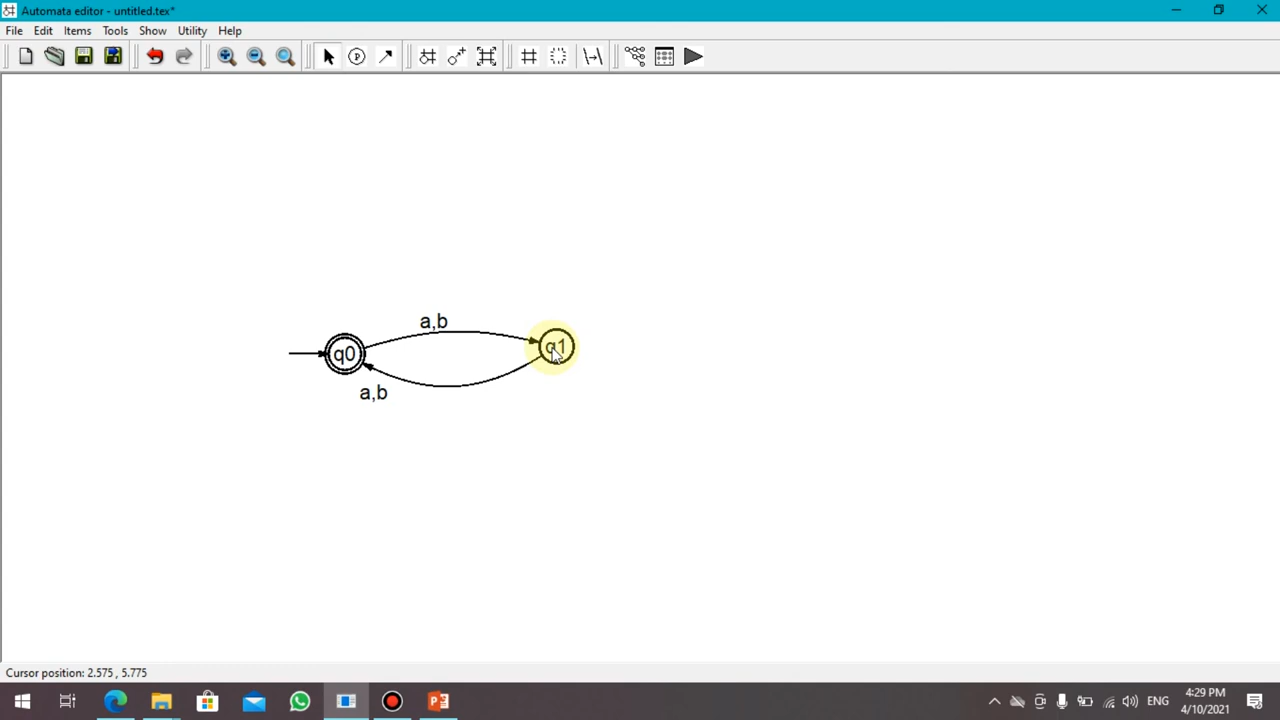 Automata editor - untitled.tex*
File Edit Items Tools Show Utility Help
P
a,b
q0
q1
a,b
Cursor position: 2.575 , 5.775
ENG
4:29 PM
4/10/2021